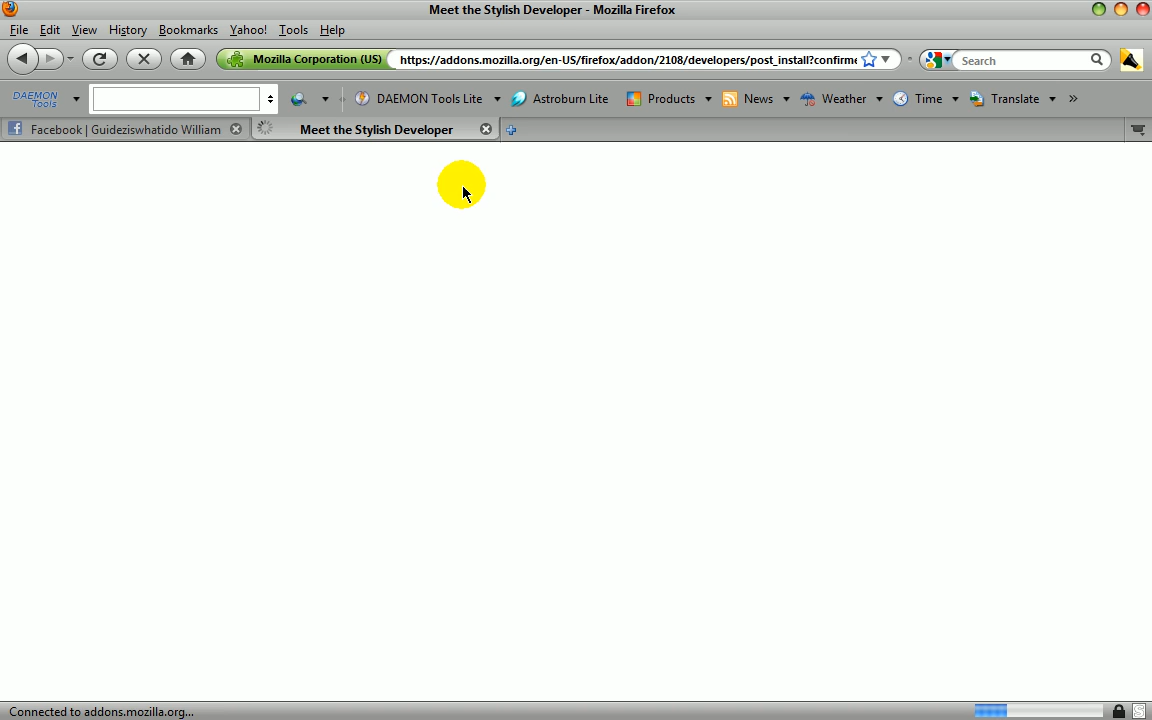 Meet the Stylish Developer - Mozilla Firefox
File Edit View History Bookmarks Yahoo! Tools Help
Mozilla Corporation (US) https://addons.mozilla.org/en-US/firefox/addon/2108/developers/post_install?confirme Search
DAEMON Tools DAEMON Tools Lite Astroburn Lite Products News Weather Time Translate »
Facebook | Guideziswhatido William Meet the Stylish Developer
Connected to addons.mozilla.org... S